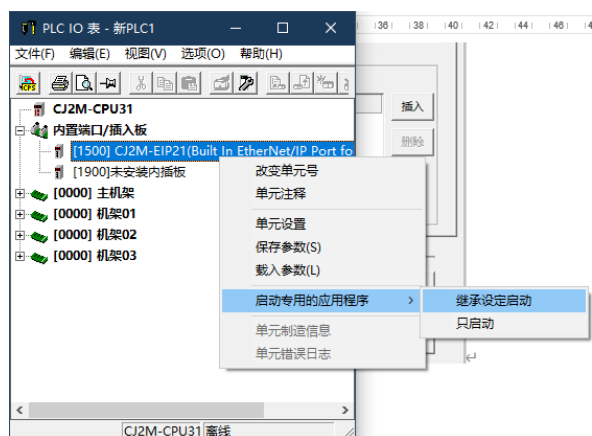 PLC IO 表 - 新PLC1
文件(F) 编辑(E) 视图(V) 选项(O) 帮助(H)
CJ2M-CPU31
内置端口/插入板
[1500] CJ2M-EIP21(Built In EtherNet/IP Port fo
[1900]未安装内插板
[0000] 主机架
[0000] 机架01
[0000] 机架02
[0000] 机架03
CJ2M-CPU31 离线
改变单元号
单元注释
单元设置
保存参数(S)
载入参数(L)
启动专用的应用程序
单元制造信息
单元错误日志
继承设定启动
只启动
36 38 40 42 44 46
插入
删除